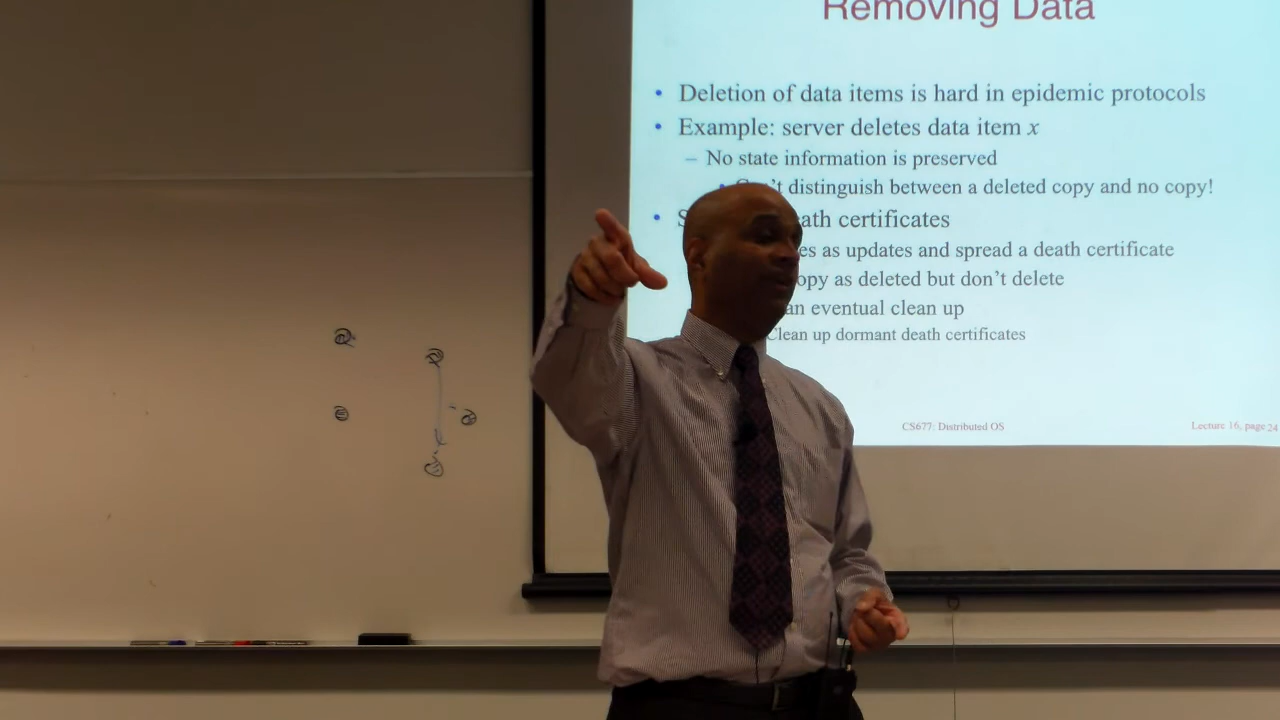 Removing Data
• Deletion of data items is hard in epidemic protocols
• Example: server deletes data item x
– No state information is preserved
• Can't distinguish between a deleted copy and no copy!
• death certificates
as updates and spread a death certificate
copy as deleted but don't delete
an eventual clean up
Clean up dormant death certificates
CS677: Distributed OS
Lecture 16, page 24